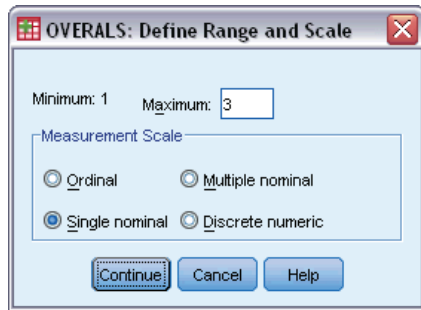 OVERALS: Define Range and Scale
Minimum: 1 Maximum: 3
Measurement Scale
Ordinal Multiple nominal
Single nominal Discrete numeric
Continue Cancel Help